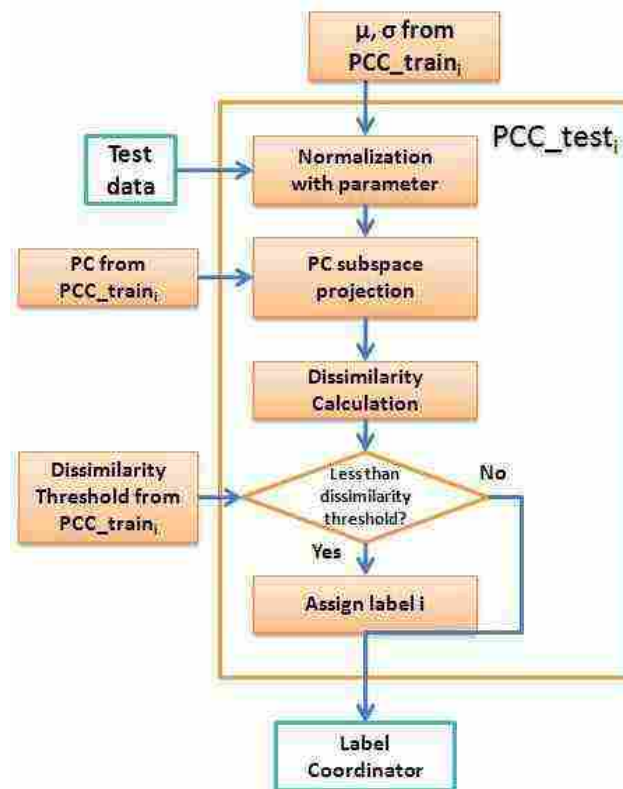 μ, σ from
PCC_trainᵢ
PCC_testᵢ
Test
data
Normalization
with parameter
PC from
PCC_trainᵢ
PC subspace
projection
Dissimilarity
Calculation
Dissimilarity
Threshold from
PCC_trainᵢ
Less than
dissimilarity
threshold?
No
Yes
Assign label i
Label
Coordinator